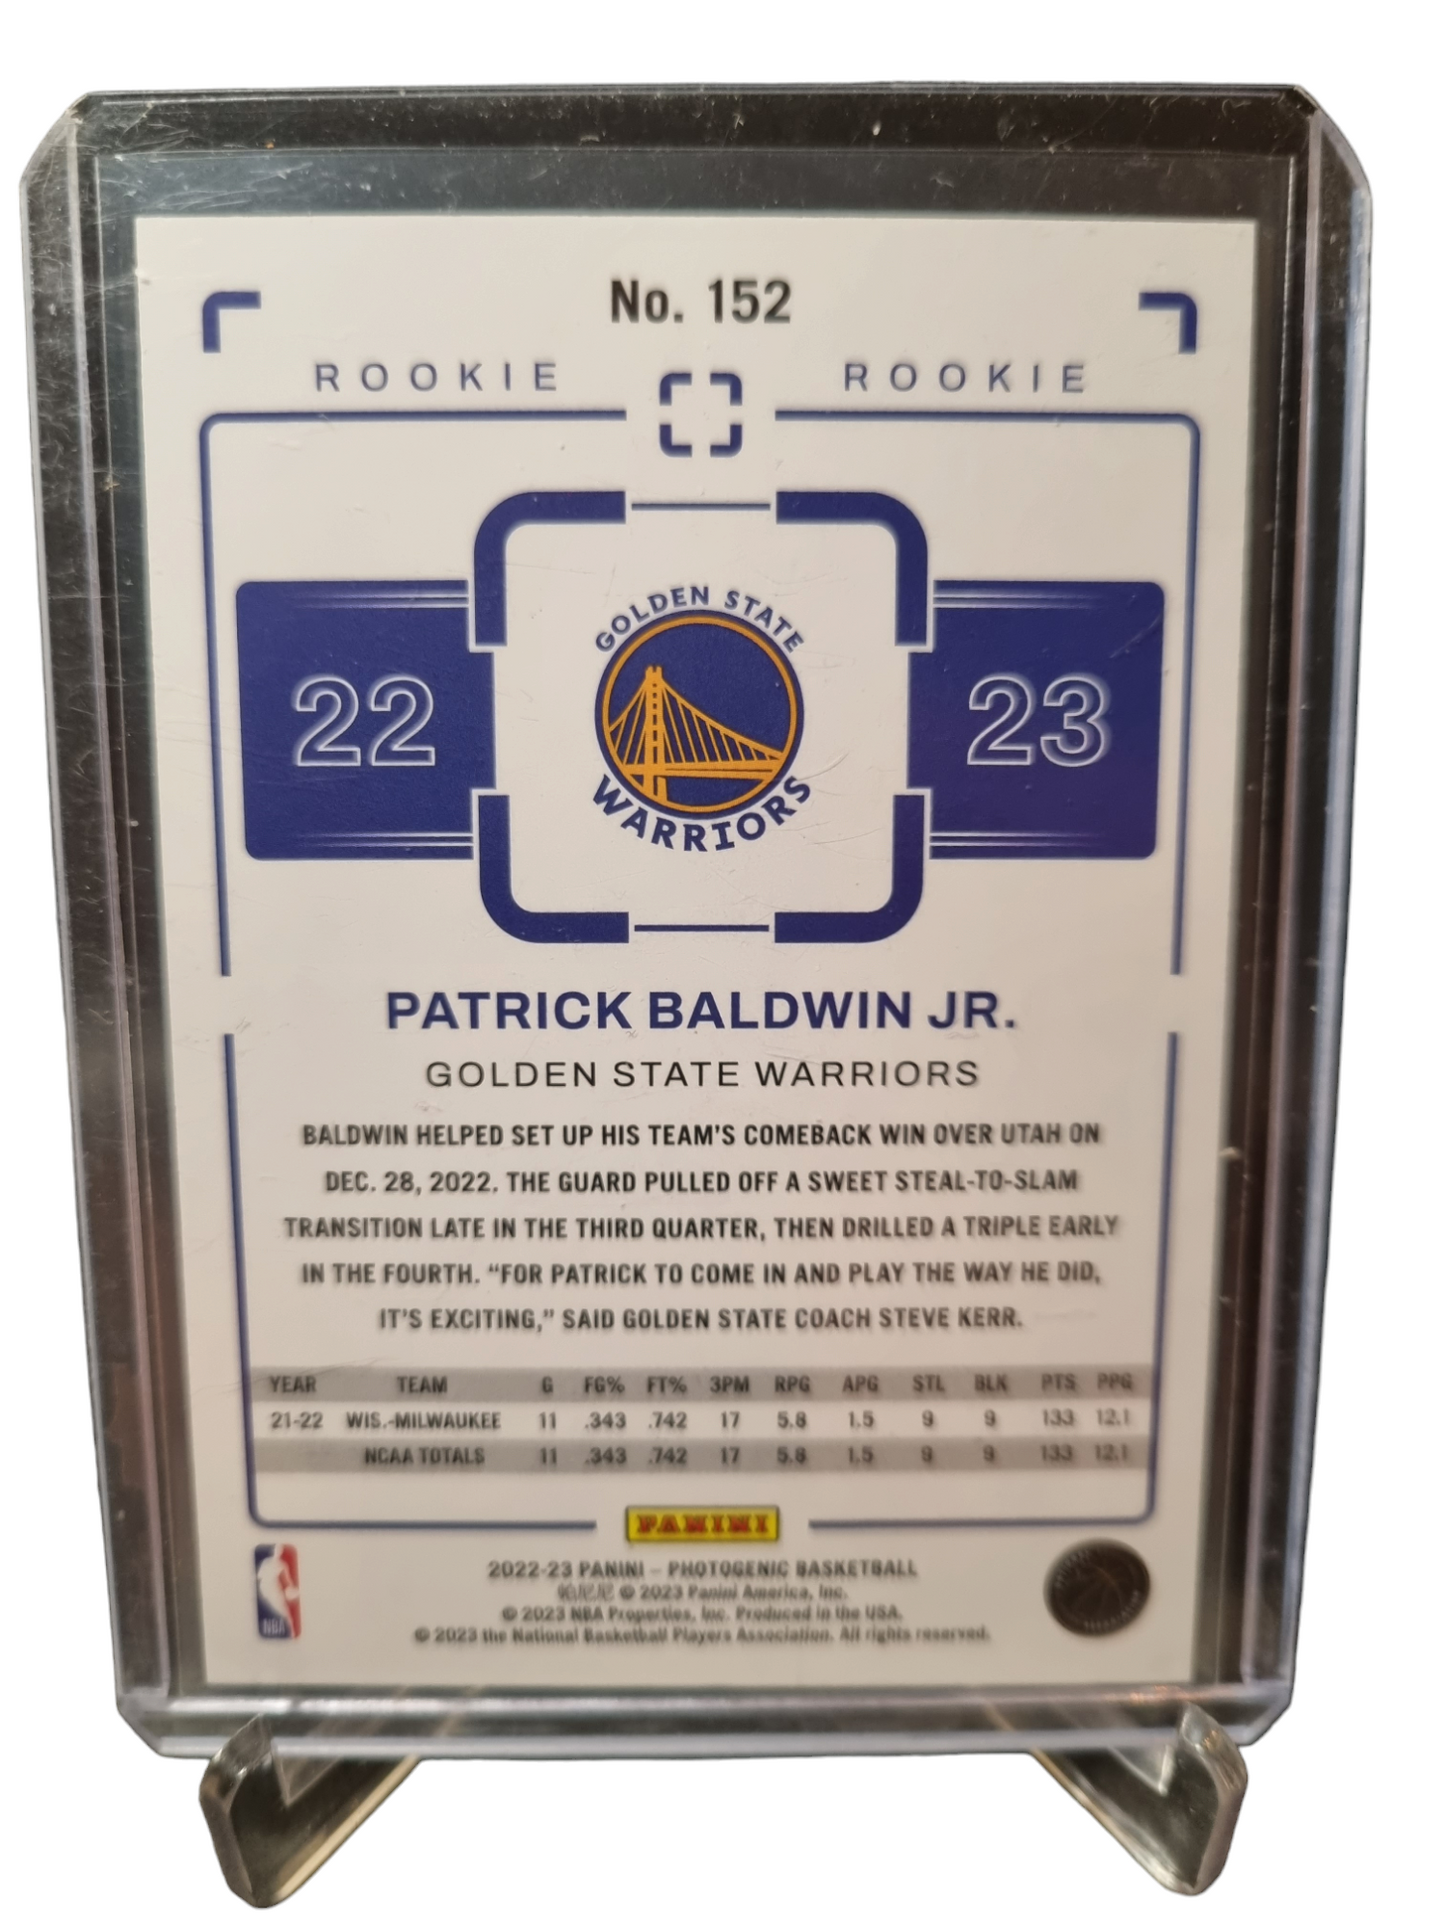 No. 152
ROOKIE ROOKIE
GOLDEN STATE
22 23
WARRIORS
PATRICK BALDWIN JR.
GOLDEN STATE WARRIORS
BALDWIN HELPED SET UP HIS TEAM'S COMEBACK WIN OVER UTAH ON
DEC. 28, 2022. THE GUARD PULLED OFF A SWEET STEAL-TO-SLAM
TRANSITION LATE IN THE THIRD QUARTER, THEN DRILLED A TRIPLE EARLY
IN THE FOURTH. “FOR PATRICK TO COME IN AND PLAY THE WAY HE DID,
IT'S EXCITING,” SAID GOLDEN STATE COACH STEVE KERR.
YEAR TEAM G FG% FT% 3PM RPG APG STL BLK PTS PPG
21-22 WIS.-MILWAUKEE 11 .343 .742 17 5.8 1.5 9 9 133 12.1
NCAA TOTALS 11 .343 .742 17 5.8 1.5 9 9 133 12.1
PANINI
2022-23 PANINI – PHOTOGENIC BASKETBALL
© 2023 Panini America, Inc.
© 2023 NBA Properties, Inc. Produced in the USA.
© 2023 the National Basketball Players Association. All rights reserved.
NBA